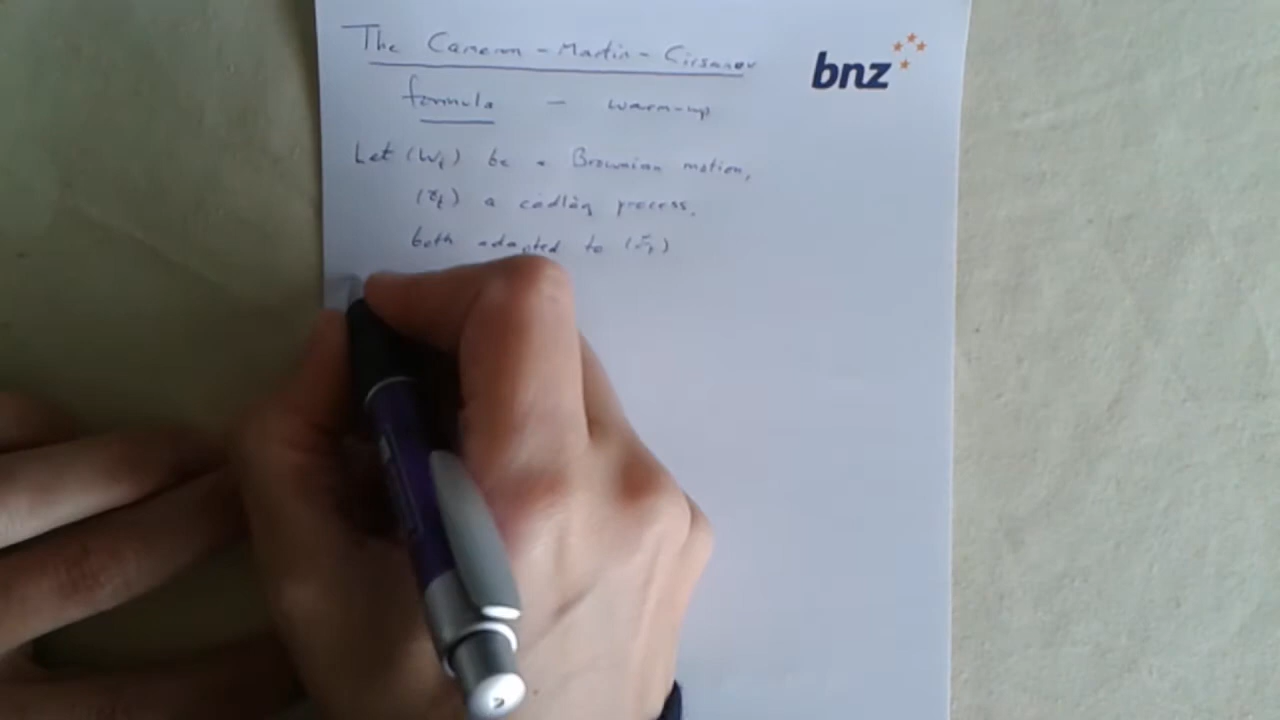 The Cameron-Martin-Girsanov
bnz
formula - warm-up
Let (Wₜ) be a Brownian motion,
(γₜ) a càdlàg process,
both adapted to (ℱₜ)